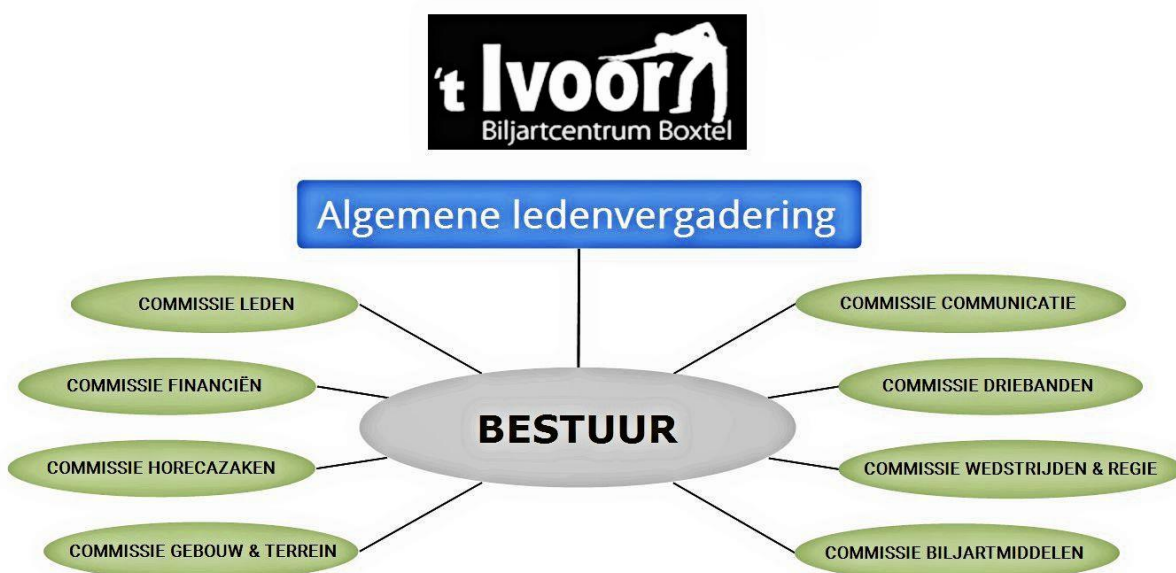 't Ivoor
Biljartcentrum Boxtel
Algemene ledenvergadering
COMMISSIE LEDEN
COMMISSIE COMMUNICATIE
COMMISSIE FINANCIËN
COMMISSIE DRIEBANDEN
BESTUUR
COMMISSIE HORECAZAKEN
COMMISSIE WEDSTRIJDEN & REGIE
COMMISSIE GEBOUW & TERREIN
COMMISSIE BILJARTMIDDELEN